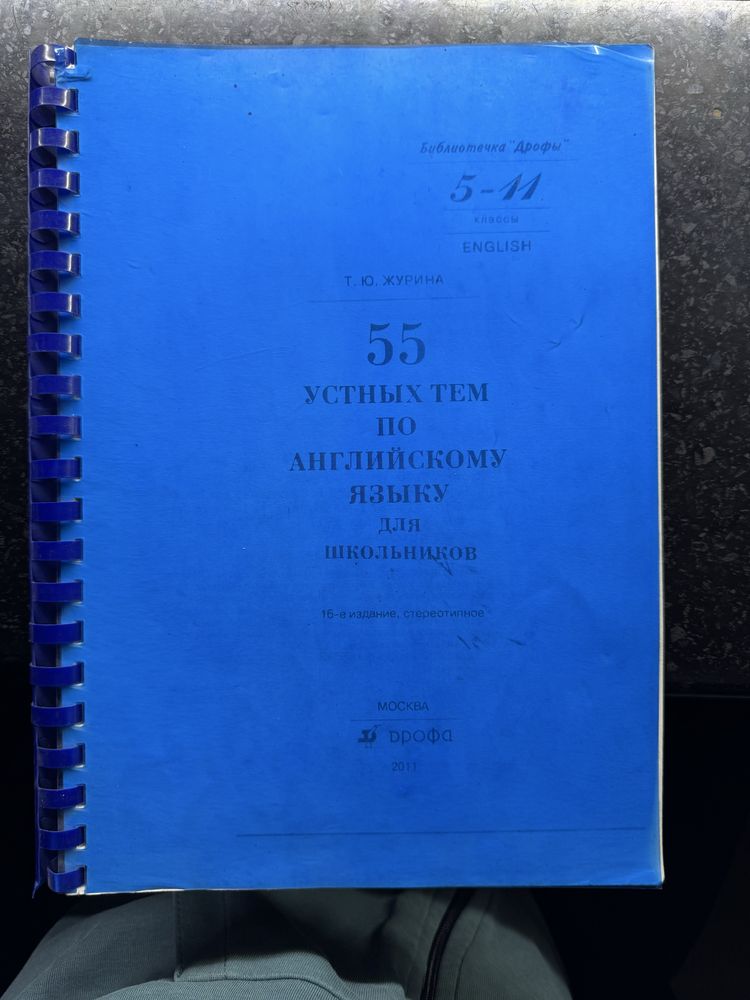 Библиотечка "Дрофы"
5-11
классы
ENGLISH
Т. Ю. ЖУРИНА
55
УСТНЫХ ТЕМ
ПО
АНГЛИЙСКОМУ
ЯЗЫКУ
ДЛЯ
ШКОЛЬНИКОВ
16-е издание, стереотипное
МОСКВА
дрофа
2011